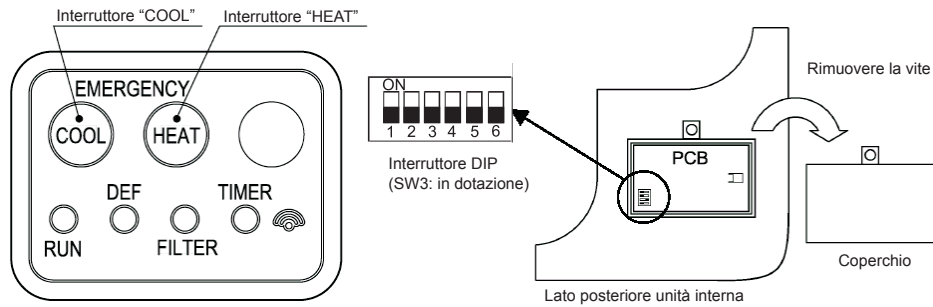 Interruttore “COOL”
Interruttore “HEAT”
EMERGENCY
COOL
HEAT
DEF
TIMER
RUN
FILTER
ON
1 2 3 4 5 6
Interruttore DIP
(SW3: in dotazione)
PCB
Rimuovere la vite
Coperchio
Lato posteriore unità interna